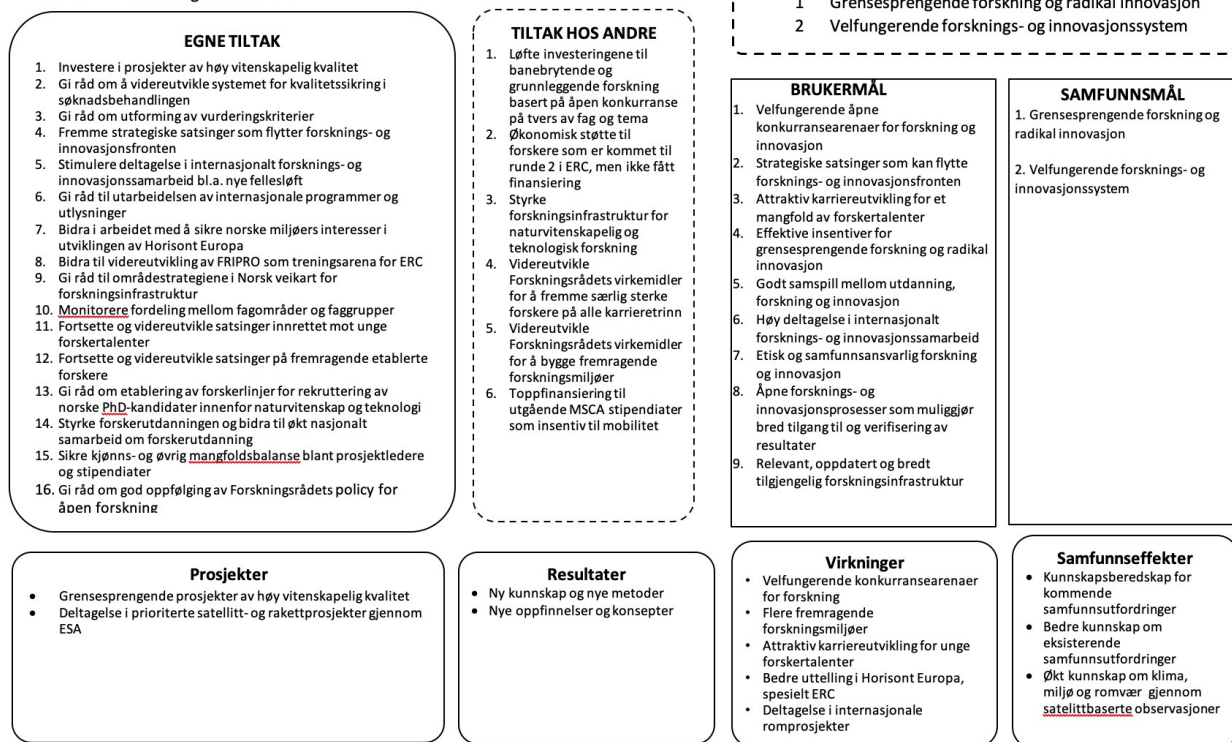 1 Grensesprengende forskning og radikal innovasjon
2 Velfungerende forsknings- og innovasjonssystem
EGNE TILTAK
1. Investere i prosjekter av høy vitenskapelig kvalitet
2. Gi råd om å videreutvikle systemet for kvalitetssikring i
søknadsbehandlingen
3. Gi råd om utforming av vurderingskriterier
4. Fremme strategiske satsinger som flytter forsknings- og
innovasjonsfronten
5. Stimulere deltagelse i internasjonalt forsknings- og
innovasjonssamarbeid bl.a. nye fellesløft
6. Gi råd til utarbeidelsen av internasjonale programmer og
utlysninger
7. Bidra i arbeidet med å sikre norske miljøers interesser i
utviklingen av Horisont Europa
8. Bidra til videreutvikling av FRIPRO som treningsarena for ERC
9. Gi råd til områdestrategiene i Norsk veikart for
forskningsinfrastruktur
10. Monitorere fordeling mellom fagområder og faggrupper
11. Fortsette og videreutvikle satsinger innrettet mot unge
forskertalenter
12. Fortsette og videreutvikle satsinger på fremragende etablerte
forskere
13. Gi råd om etablering av forskerlinjer for rekruttering av
norske PhD-kandidater innenfor naturvitenskap og teknologi
14. Styrke forskerutdanningen og bidra til økt nasjonalt
samarbeid om forskerutdanning
15. Sikre kjønns- og øvrig mangfoldsbalanse blant prosjektledere
og stipendiater
16. Gi råd om god oppfølging av Forskningsrådets policy for
åpen forskning
TILTAK HOS ANDRE
1. Løfte investeringene til
banebrytende og
grunnleggende forskning
basert på åpen konkurranse
på tvers av fag og tema
2. Økonomisk støtte til
forskere som er kommet til
runde 2 i ERC, men ikke fått
finansiering
3. Styrke
forskningsinfrastruktur for
naturvitenskapelig og
teknologisk forskning
4. Videreutvikle
Forskningsrådets virkemidler
for å fremme særlig sterke
forskere på alle karrieretrinn
5. Videreutvikle
Forskningsrådets virkemidler
for å bygge fremragende
forskningsmiljøer
6. Toppfinansiering til
utgående MSCA stipendiater
som insentiv til mobilitet
BRUKERMÅL
1. Velfungerende åpne
konkurransearenaer for forskning og
innovasjon
2. Strategiske satsinger som kan flytte
forsknings- og innovasjonsfronten
3. Attraktiv karriereutvikling for et
mangfold av forskertalenter
4. Effektive insentiver for
grensesprengende forskning og radikal
innovasjon
5. Godt samspill mellom utdanning,
forskning og innovasjon
6. Høy deltagelse i internasjonalt
forsknings- og innovasjonssamarbeid
7. Etisk og samfunnsansvarlig forskning
og innovasjon
8. Åpne forsknings- og
innovasjonsprosesser som muliggjør
bred tilgang til og verifisering av
resultater
9. Relevant, oppdatert og bredt
tilgjengelig forskningsinfrastruktur
SAMFUNNSMÅL
1. Grensesprengende forskning og
radikal innovasjon
2. Velfungerende forsknings- og
innovasjonssystem
Prosjekter
• Grensesprengende prosjekter av høy vitenskapelig kvalitet
• Deltagelse i prioriterte satellitt- og rakettprosjekter gjennom
ESA
Resultater
• Ny kunnskap og nye metoder
• Nye oppfinnelser og konsepter
Virkninger
• Velfungerende konkurransearenaer
for forskning
• Flere fremragende
forskningsmiljøer
• Attraktiv karriereutvikling for unge
forskertalenter
• Bedre uttelling i Horisont Europa,
spesielt ERC
• Deltagelse i internasjonale
romprosjekter
Samfunnseffekter
• Kunnskapsberedskap for
kommende
samfunnsutfordringer
• Bedre kunnskap om
eksisterende
samfunnsutfordringer
• Økt kunnskap om klima,
miljø og romvær gjennom
satelittbaserte observasjoner